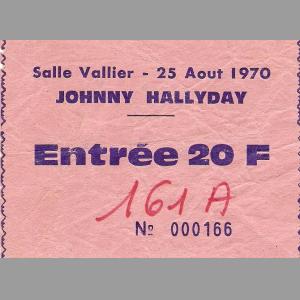 Salle Vallier - 25 Aout 1970
JOHNNY HALLYDAY
Entrée 20 F
161 A
Nº 000166